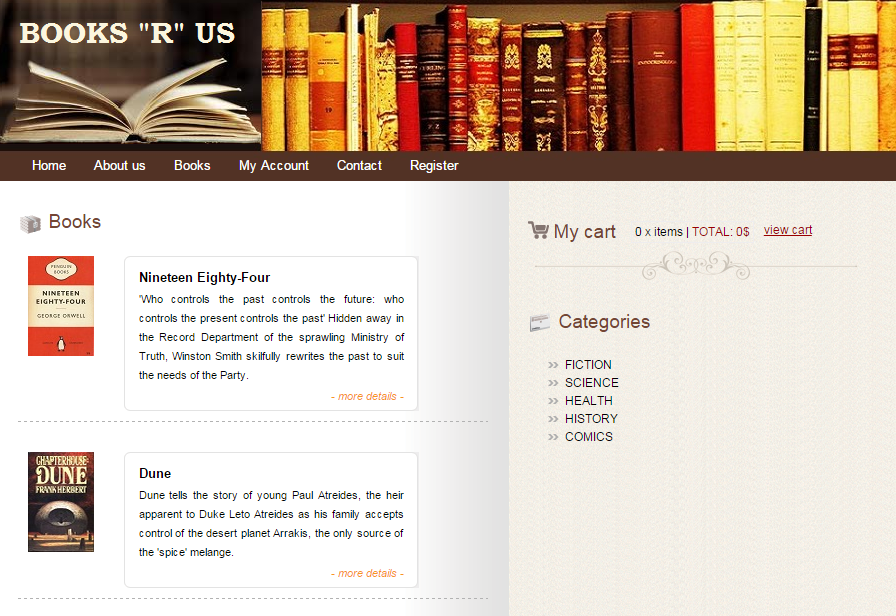 BOOKS "R" US
Home About us Books My Account Contact Register
Books
PENGUIN
BOOKS
NINETEEN
EIGHTY-FOUR
GEORGE ORWELL
Nineteen Eighty-Four
'Who controls the past controls the future: who
controls the present controls the past' Hidden away in
the Record Department of the sprawling Ministry of
Truth, Winston Smith skilfully rewrites the past to suit
the needs of the Party.
- more details -
CHAPTERHOUSE:
DUNE
FRANK HERBERT
Dune
Dune tells the story of young Paul Atreides, the heir
apparent to Duke Leto Atreides as his family accepts
control of the desert planet Arrakis, the only source of
the 'spice' melange.
- more details -
My cart 0 x items | TOTAL: 0$ view cart
Categories
FICTION
SCIENCE
HEALTH
HISTORY
COMICS